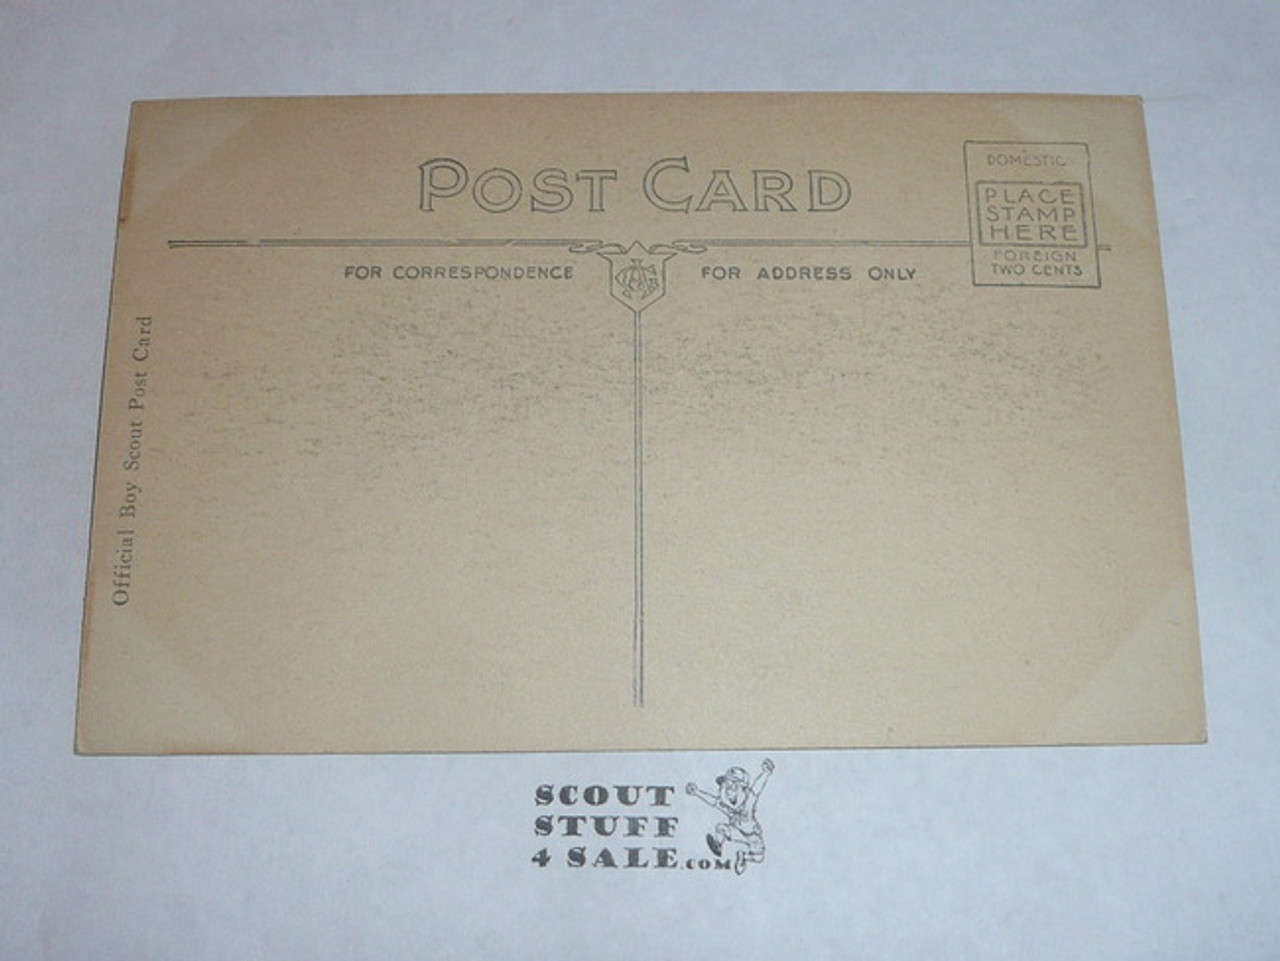 POST CARD
DOMESTIC
PLACE
STAMP
HERE
FOREIGN
TWO CENTS
FOR CORRESPONDENCE
FOR ADDRESS ONLY
Official Boy Scout Post Card
SCOUT
STUFF
4 SALE.COM